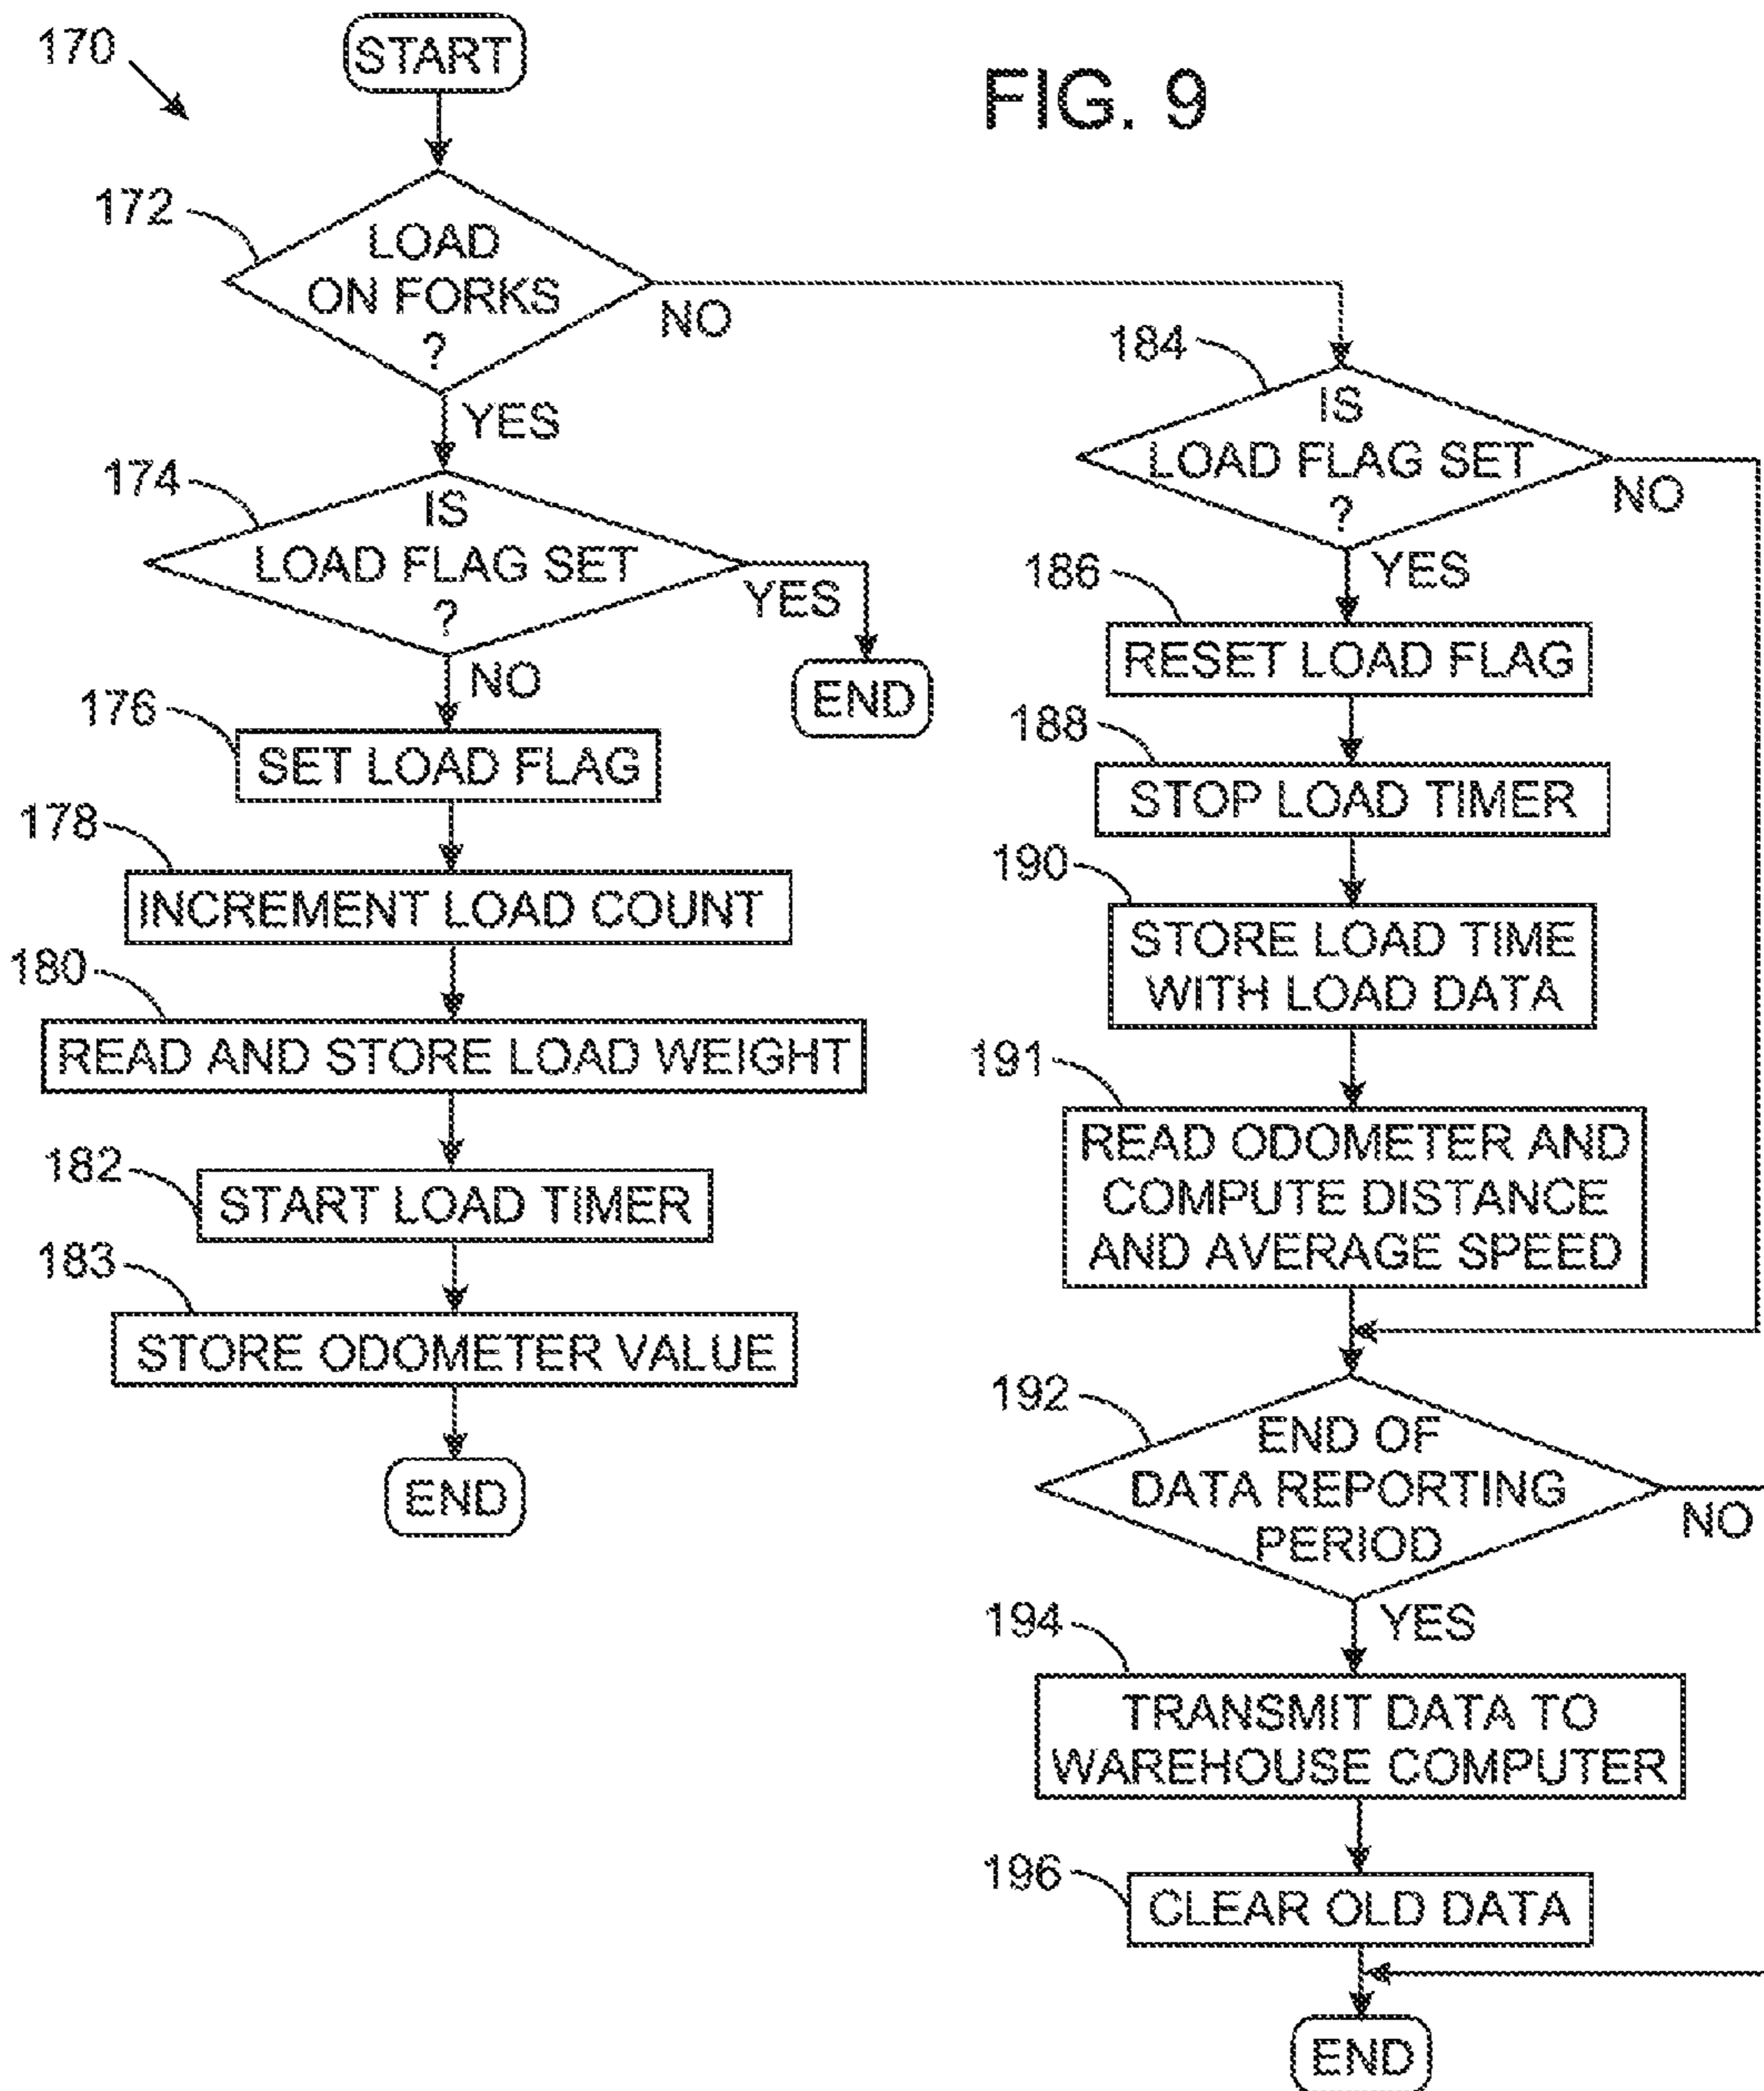 170
START
FIG. 9
172
LOAD
ON FORKS
?
NO
YES
174
IS
LOAD FLAG SET
?
YES
END
NO
176
SET LOAD FLAG
178
INCREMENT LOAD COUNT
180
READ AND STORE LOAD WEIGHT
182
START LOAD TIMER
183
STORE ODOMETER VALUE
END
184
IS
LOAD FLAG SET
?
NO
YES
186
RESET LOAD FLAG
188
STOP LOAD TIMER
190
STORE LOAD TIME
WITH LOAD DATA
191
READ ODOMETER AND
COMPUTE DISTANCE
AND AVERAGE SPEED
192
END OF
DATA REPORTING
PERIOD
NO
YES
194
TRANSMIT DATA TO
WAREHOUSE COMPUTER
196
CLEAR OLD DATA
END